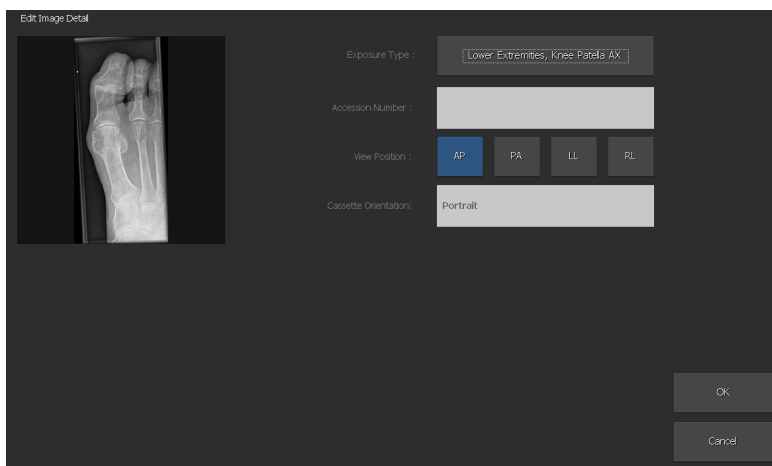 Edit Image Detail
Exposure Type :
Lower Extremities, Knee Patella AX
Accession Number :
View Position :
AP
PA
LL
RL
Cassette Orientation:
Portrait
OK
Cancel